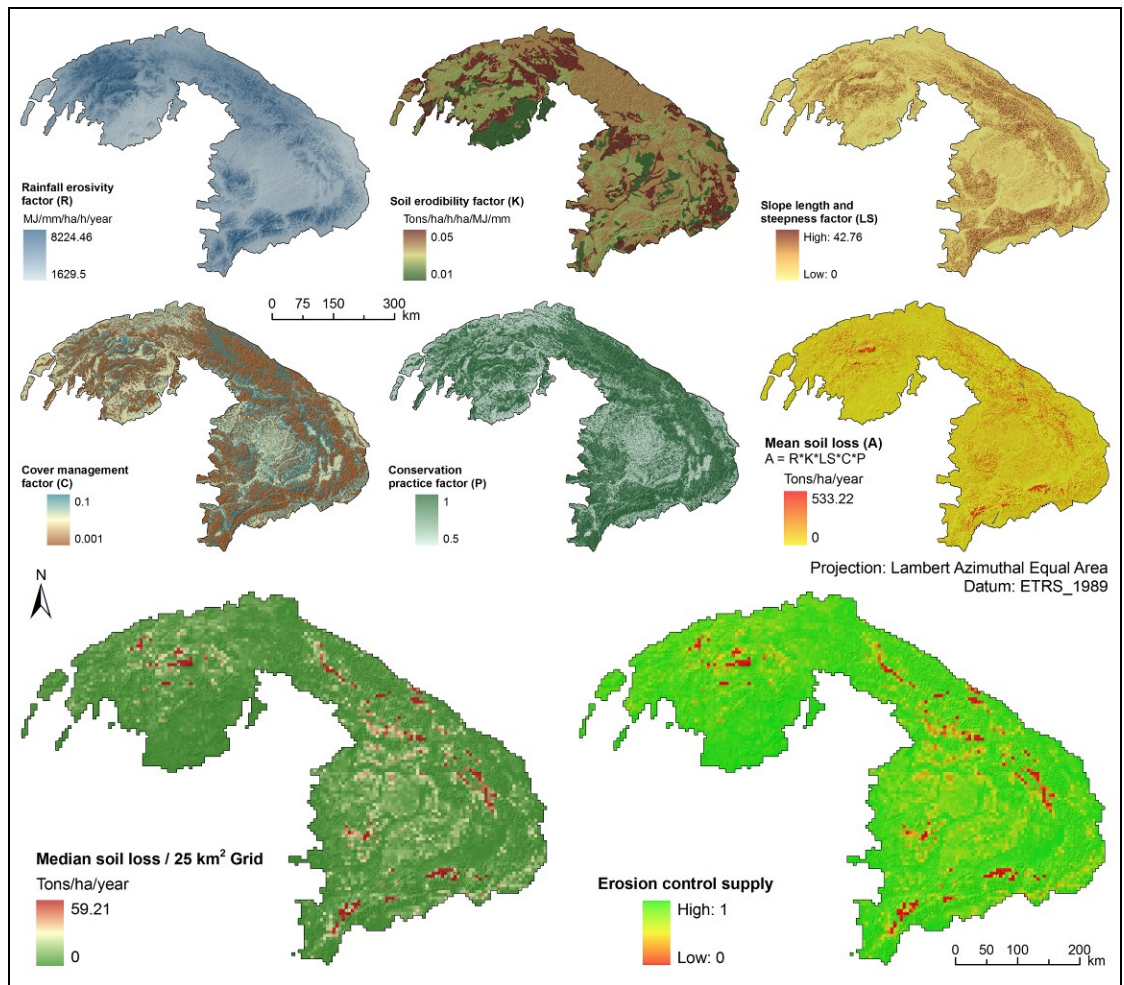 Rainfall erosivity
factor (R)
MJ/mm/ha/h/year
8224.46
1629.5
Soil erodibility factor (K)
Tons/ha/h/ha/MJ/mm
0.05
0.01
Slope length and
steepness factor (LS)
High: 42.76
Low: 0
0 75 150 300
km
Cover management
factor (C)
0.1
0.001
Conservation
practice factor (P)
1
0.5
Mean soil loss (A)
A = R*K*LS*C*P
Tons/ha/year
533.22
0
Projection: Lambert Azimuthal Equal Area
Datum: ETRS_1989
N
Median soil loss / 25 km² Grid
Tons/ha/year
59.21
0
Erosion control supply
High: 1
Low: 0
0 50 100 200
km